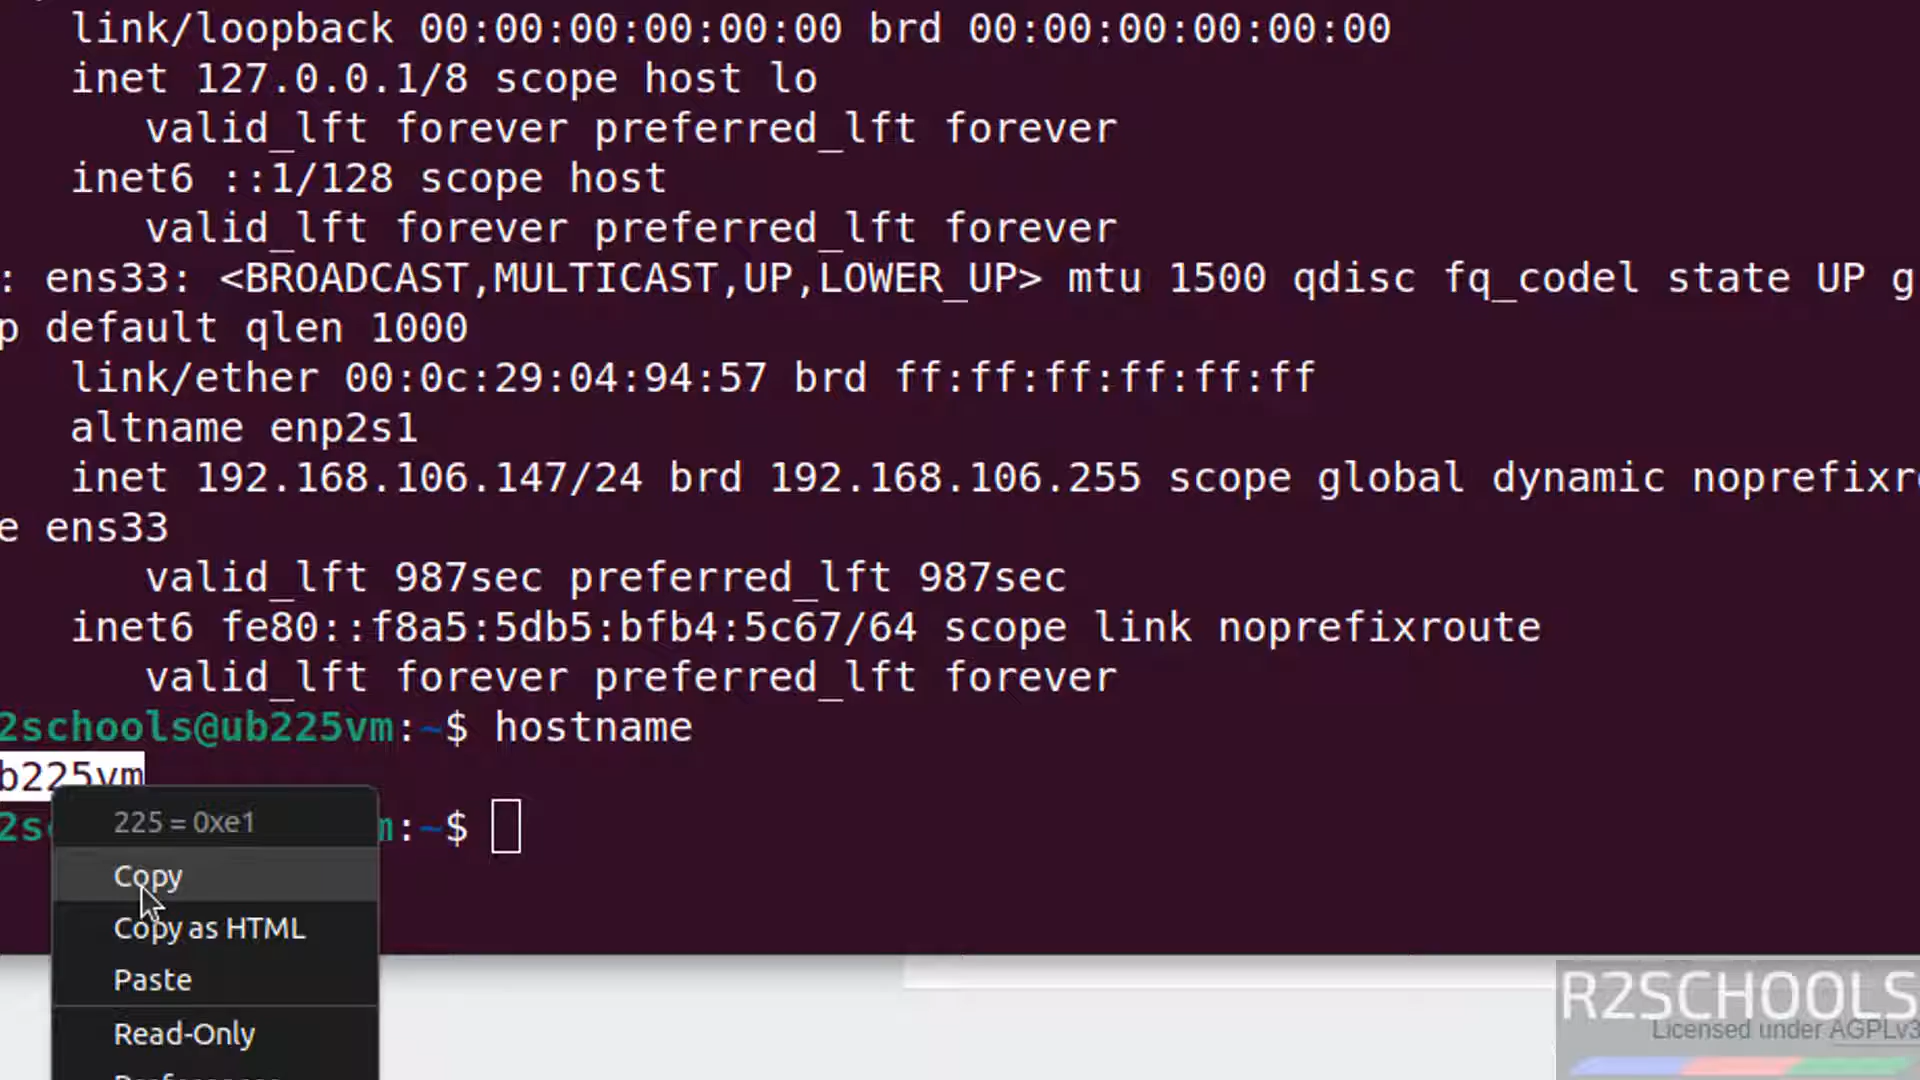 link/loopback 00:00:00:00:00:00 brd 00:00:00:00:00:00
inet 127.0.0.1/8 scope host lo
valid_lft forever preferred_lft forever
inet6 ::1/128 scope host
valid_lft forever preferred_lft forever
: ens33: <BROADCAST,MULTICAST,UP,LOWER_UP> mtu 1500 qdisc fq_codel state UP g
p default qlen 1000
link/ether 00:0c:29:04:94:57 brd ff:ff:ff:ff:ff:ff
altname enp2s1
inet 192.168.106.147/24 brd 192.168.106.255 scope global dynamic noprefixr
e ens33
valid_lft 987sec preferred_lft 987sec
inet6 fe80::f8a5:5db5:bfb4:5c67/64 scope link noprefixroute
valid_lft forever preferred_lft forever
2schools@ub225vm:~$ hostname
b225vm
2s m:~$
225 = 0xe1
Copy
Copy as HTML
Paste
Read-Only
R2SCHOOLS
Licensed under AGPLv3